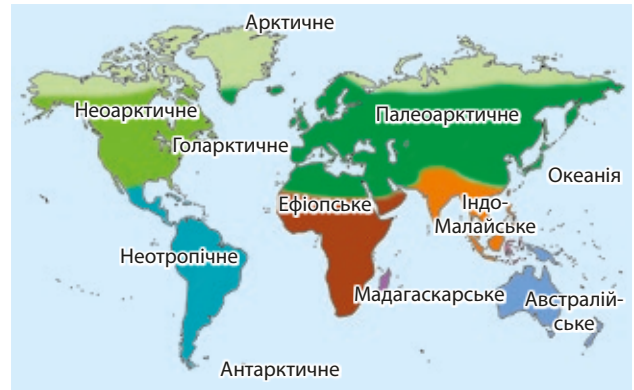 Арктичне
Неоарктичне
Палеоарктичне
Голарктичне
Океанія
Ефіопське
Індо-
Малайське
Неотропічне
Мадагаскарське
Австралій-
ське
Антарктичне